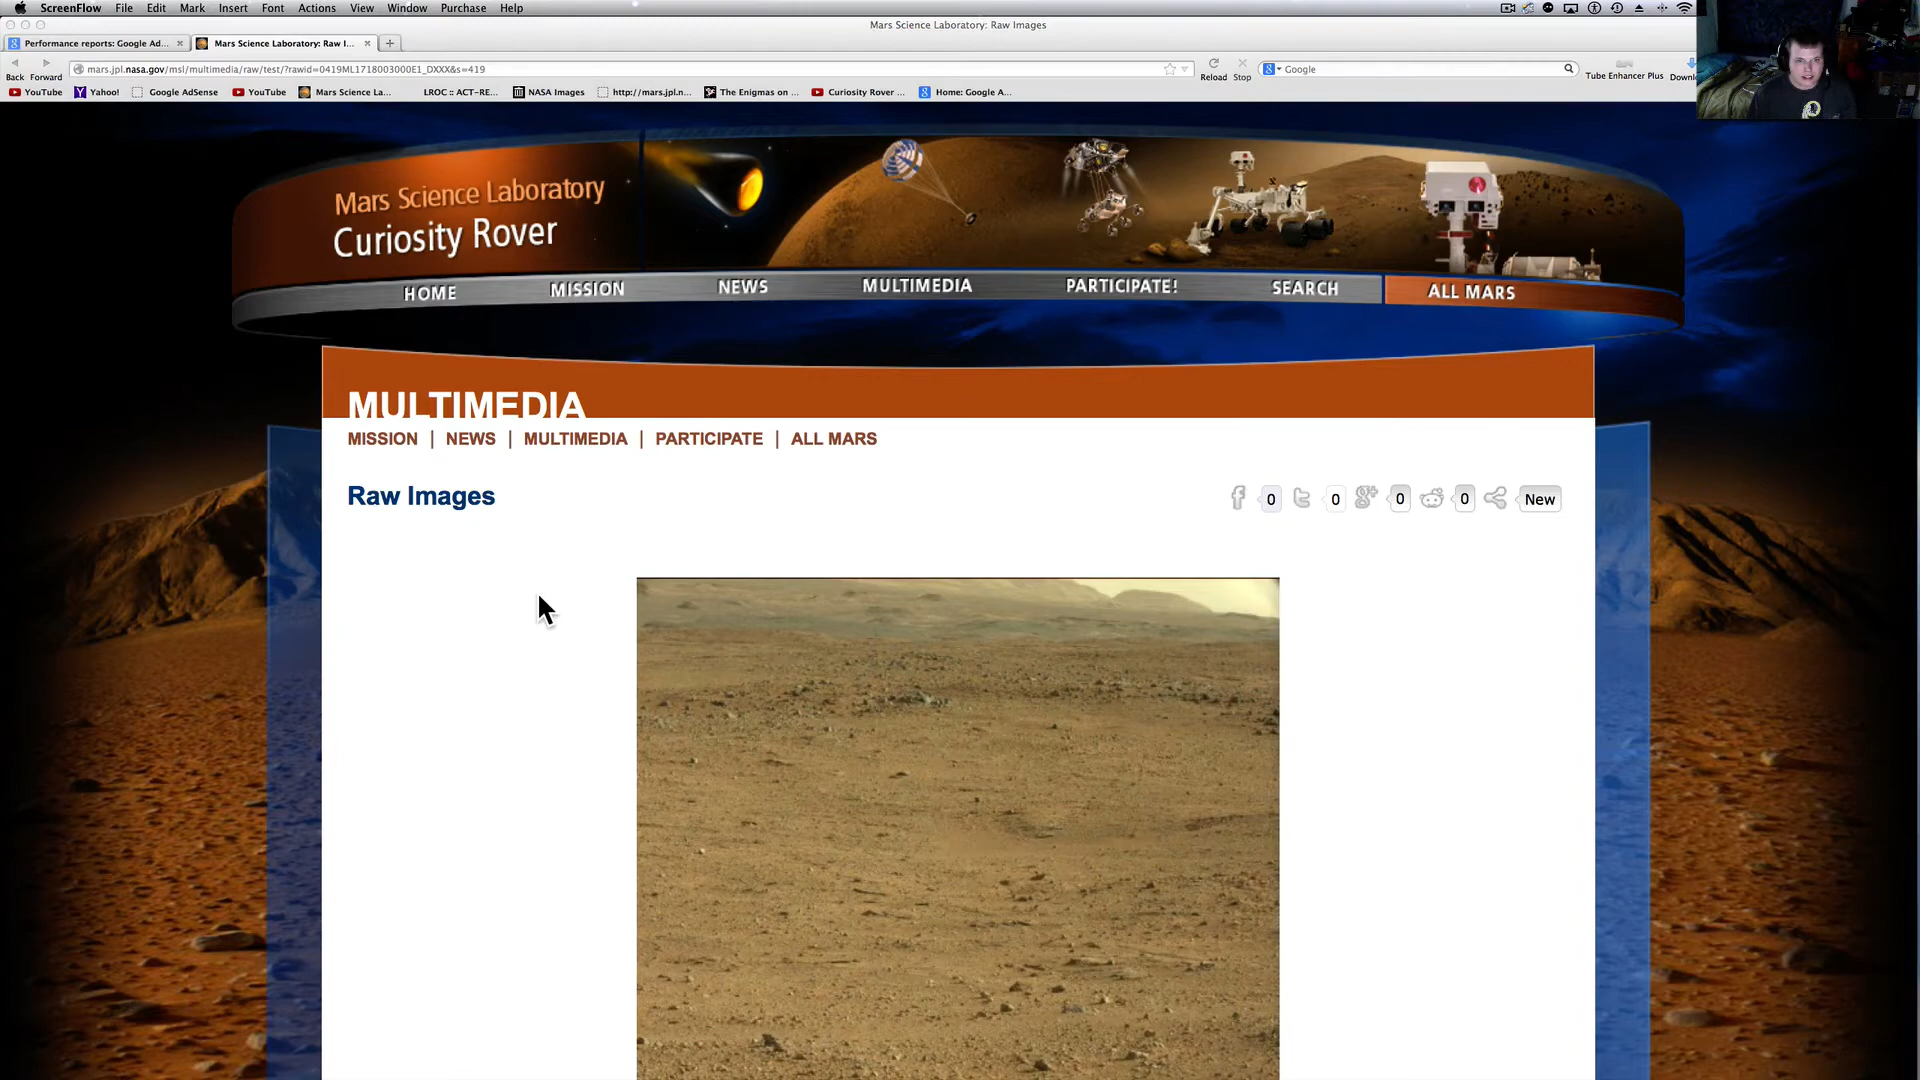 ScreenFlow File Edit Mark Insert Font Actions View Window Purchase Help
Mars Science Laboratory: Raw Images
Performance reports: Google Ad... Mars Science Laboratory: Raw I...
Back Forward mars.jpl.nasa.gov/msl/multimedia/raw/test/?rawid=0419ML1718003000E1_DXXX&s=419 Reload Stop Google Tube Enhancer Plus Downl
YouTube Yahoo! Google AdSense YouTube Mars Science La... LROC :: ACT-RE... NASA Images http://mars.jpl.n... The Enigmas on ... Curiosity Rover ... Home: Google A...
Mars Science Laboratory
Curiosity Rover
HOME MISSION NEWS MULTIMEDIA PARTICIPATE! SEARCH ALL MARS
MULTIMEDIA
MISSION | NEWS | MULTIMEDIA | PARTICIPATE | ALL MARS
Raw Images 0 0 0 0 New